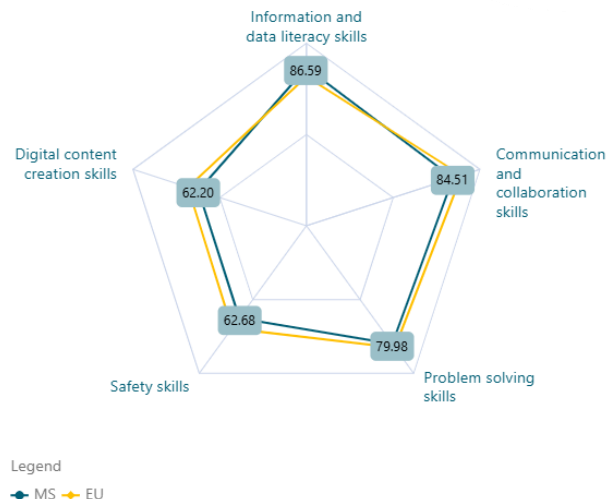 Information and
data literacy skills
86.59
Digital content
creation skills
62.20
Communication
and
collaboration
skills
84.51
62.68
79.98
Safety skills
Problem solving
skills
Legend
MS EU